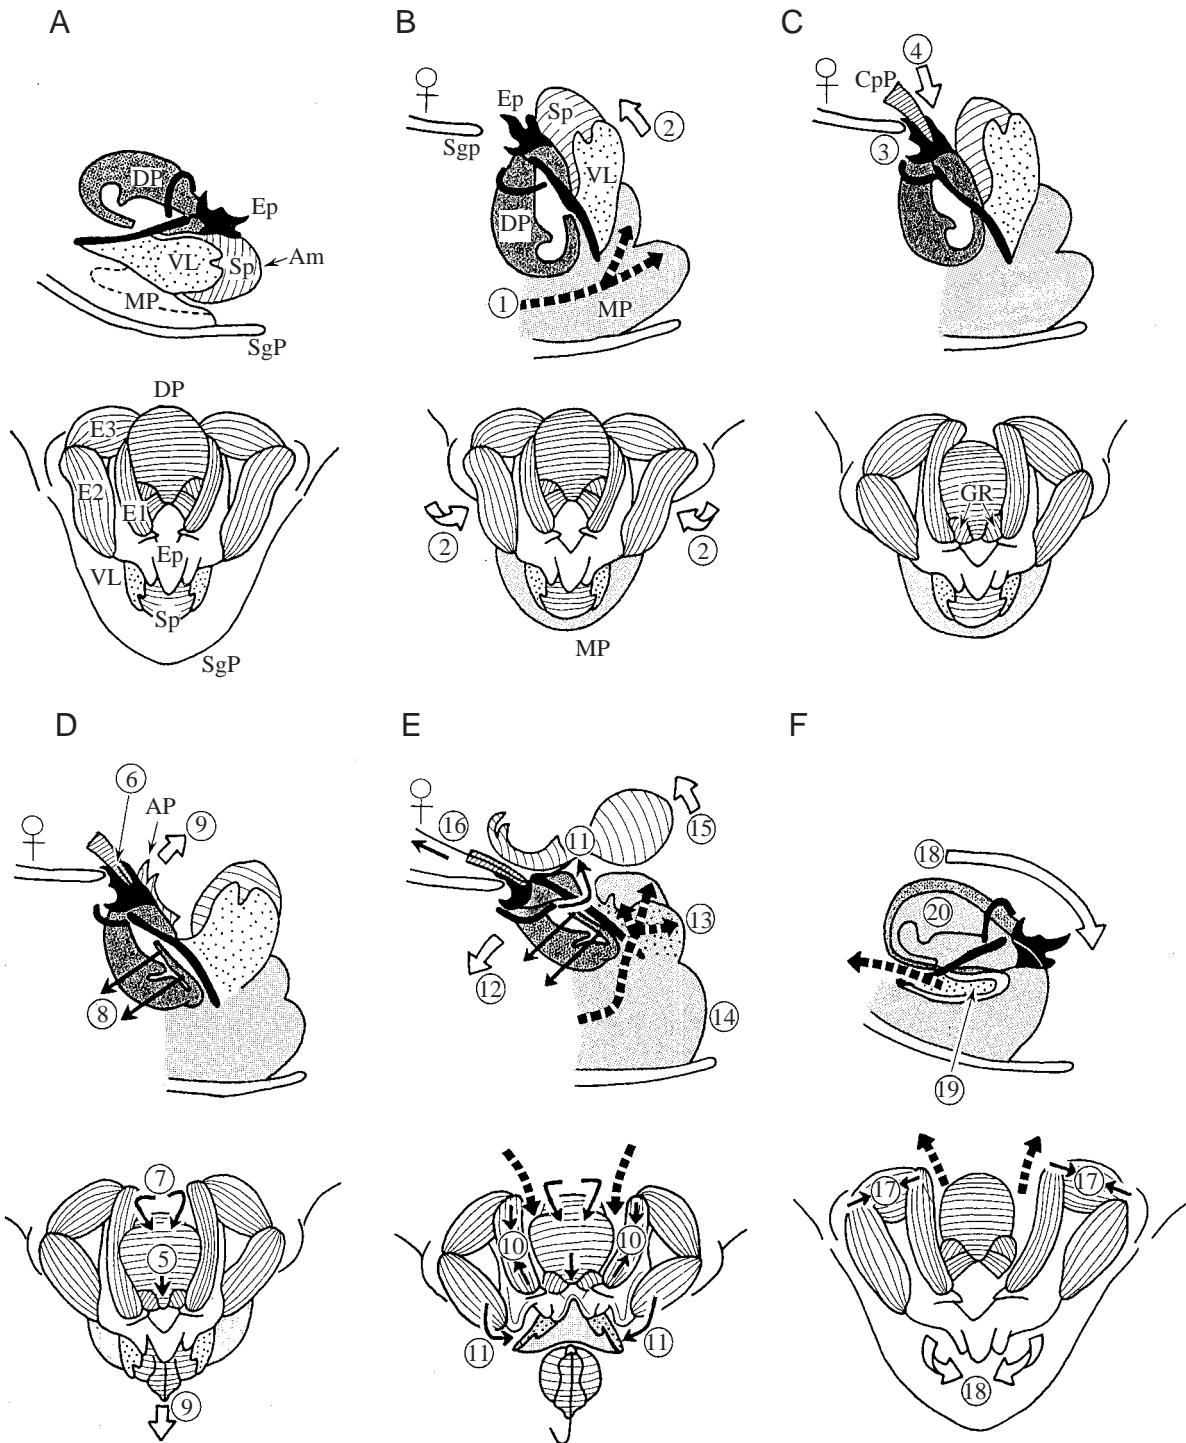 A
DP
Ep
VL
Sp
Am
MP
SgP
DP
E3
E2
E1
Ep
VL
Sp
SgP
B
♀
Ep
Sp
②
Sgp
VL
DP
①
MP
②
②
MP
C
④
♀
CpP
③
GR
D
⑥
AP
⑨
♀
⑧
⑦
⑤
⑨
E
♀
⑯
⑪
⑮
⑬
⑫
⑭
⑩
⑩
⑪
⑪
F
⑱
⑳
⑲
⑰
⑰
⑱